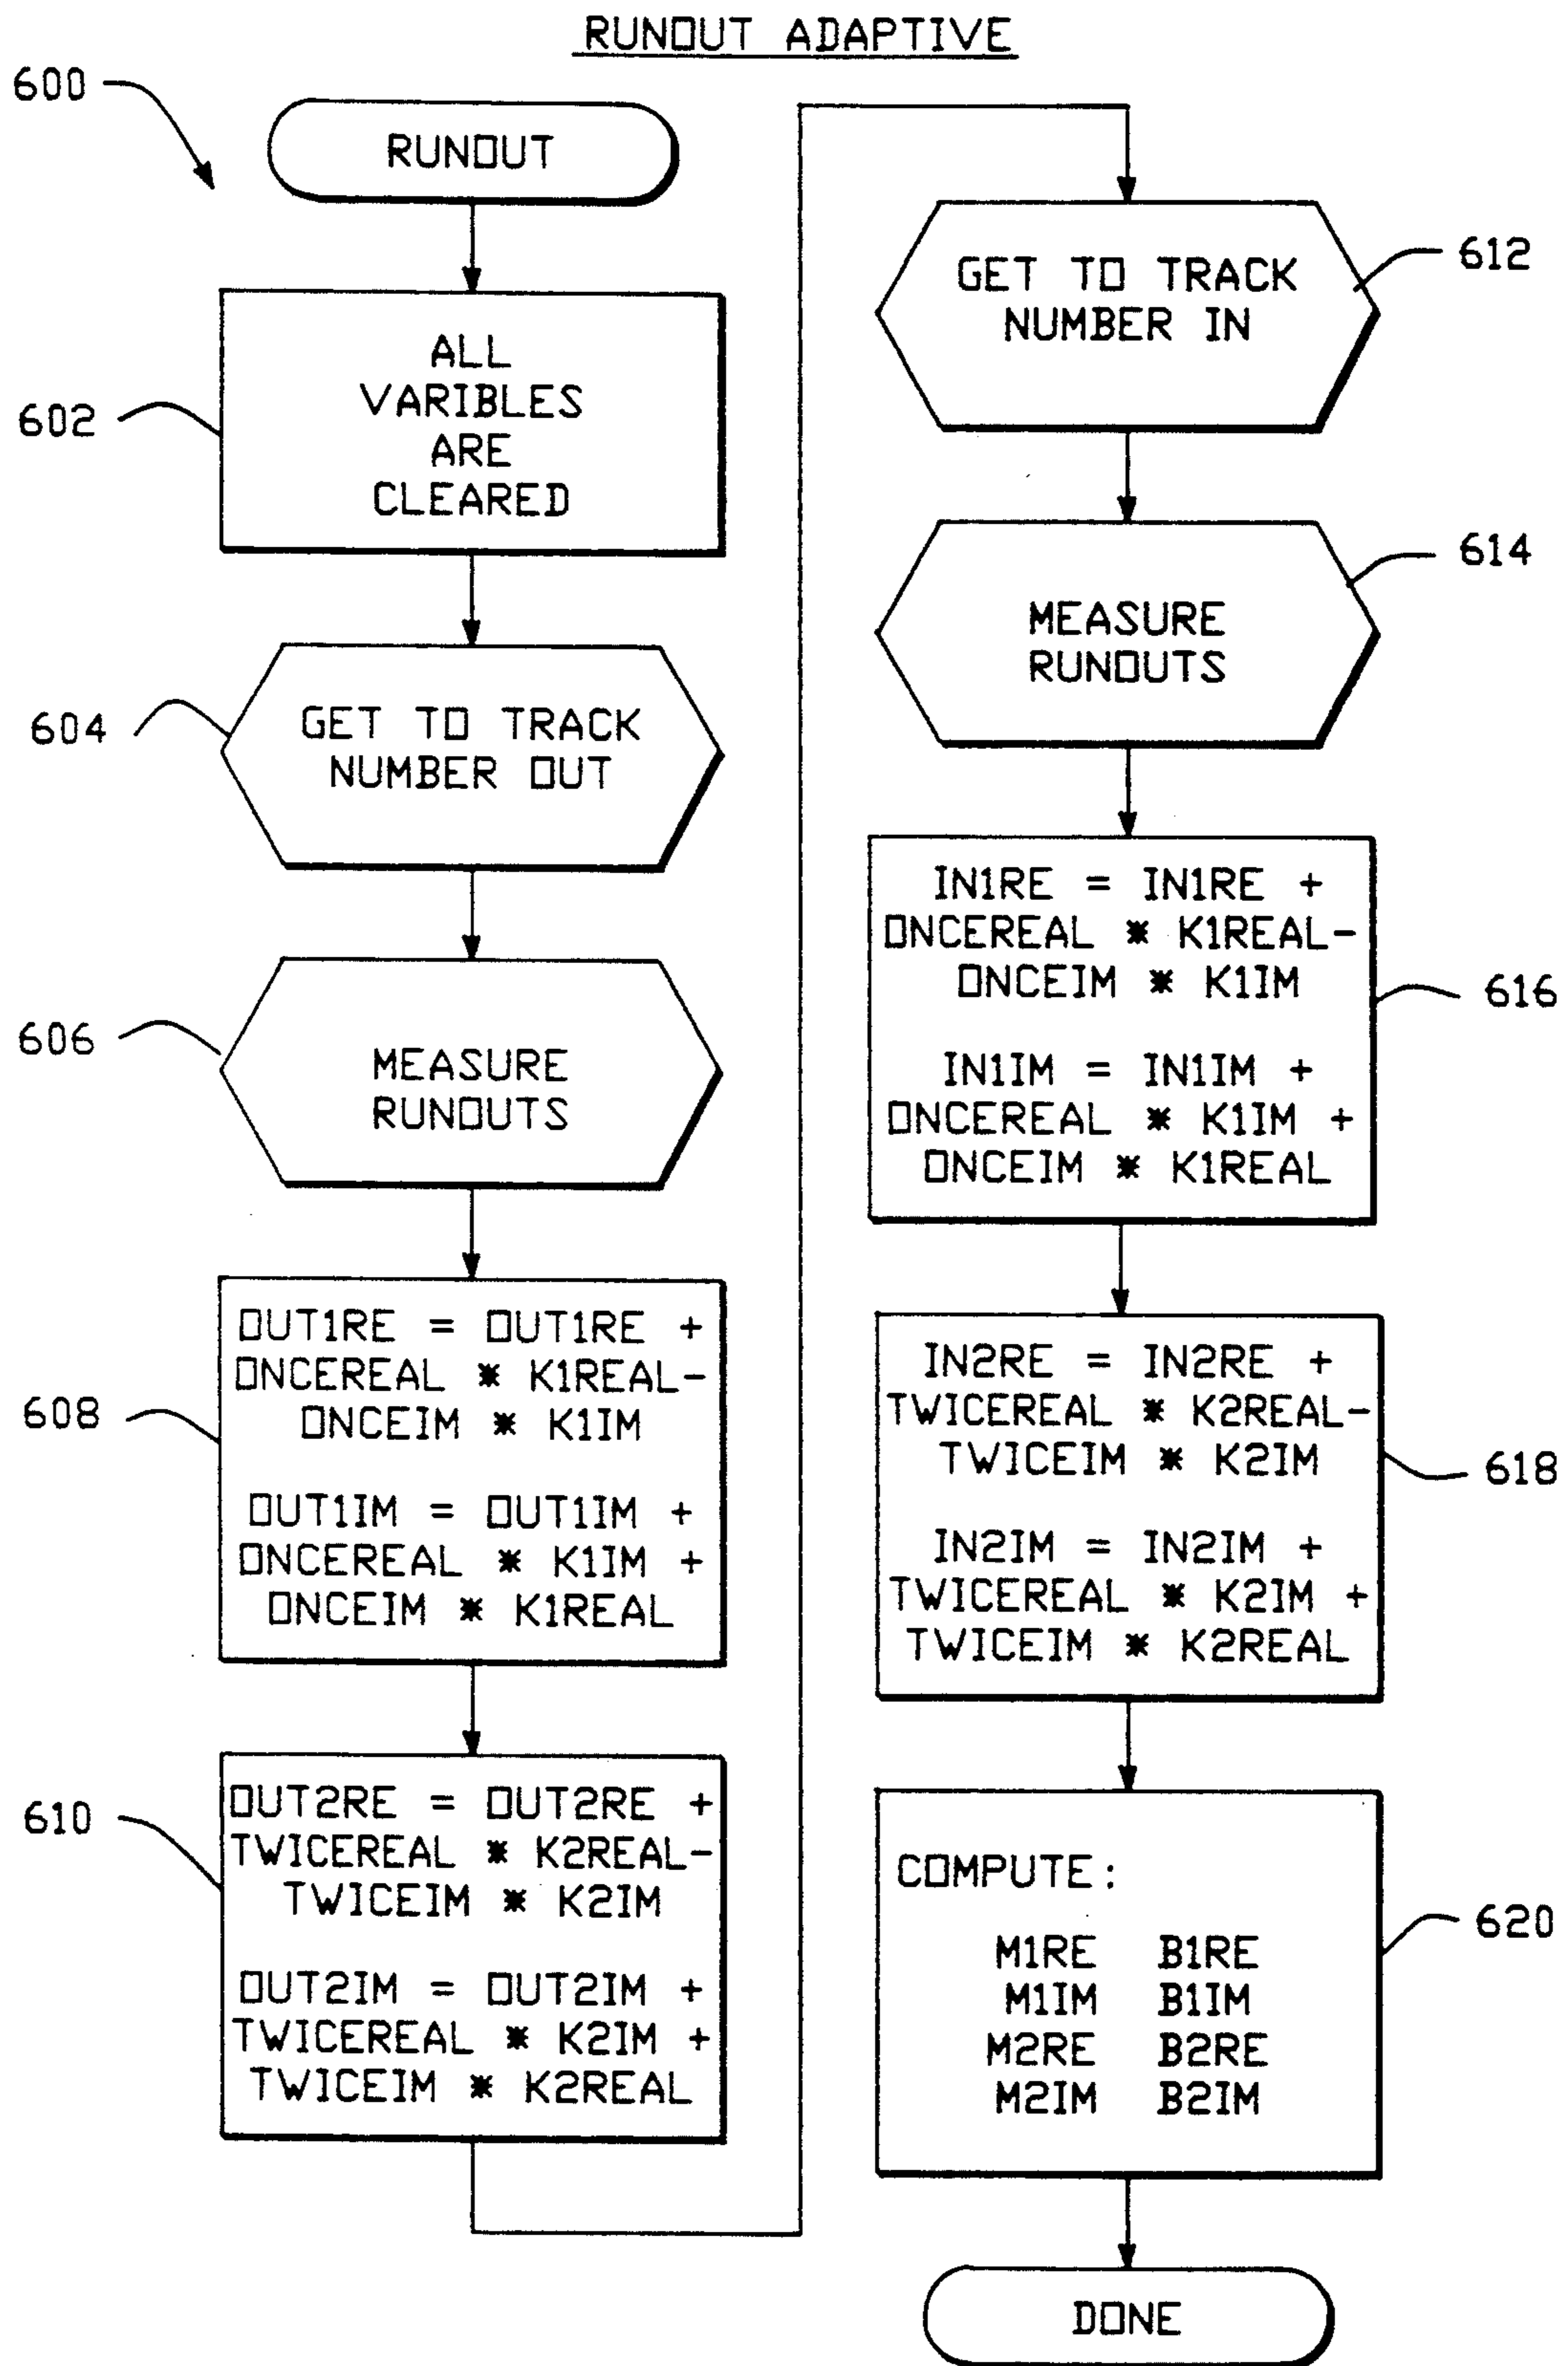 RUNOUT ADAPTIVE
600
RUNOUT
602
ALL
VARIBLES
ARE
CLEARED
604
GET TO TRACK
NUMBER OUT
606
MEASURE
RUNOUTS
608
OUT1RE = OUT1RE +
ONCEREAL * K1REAL-
ONCEIM * K1IM
OUT1IM = OUT1IM +
ONCEREAL * K1IM +
ONCEIM * K1REAL
610
OUT2RE = OUT2RE +
TWICEREAL * K2REAL-
TWICEIM * K2IM
OUT2IM = OUT2IM +
TWICEREAL * K2IM +
TWICEIM * K2REAL
612
GET TO TRACK
NUMBER IN
614
MEASURE
RUNOUTS
616
IN1RE = IN1RE +
ONCEREAL * K1REAL-
ONCEIM * K1IM
IN1IM = IN1IM +
ONCEREAL * K1IM +
ONCEIM * K1REAL
618
IN2RE = IN2RE +
TWICEREAL * K2REAL-
TWICEIM * K2IM
IN2IM = IN2IM +
TWICEREAL * K2IM +
TWICEIM * K2REAL
620
COMPUTE:
M1RE B1RE
M1IM B1IM
M2RE B2RE
M2IM B2IM
DONE